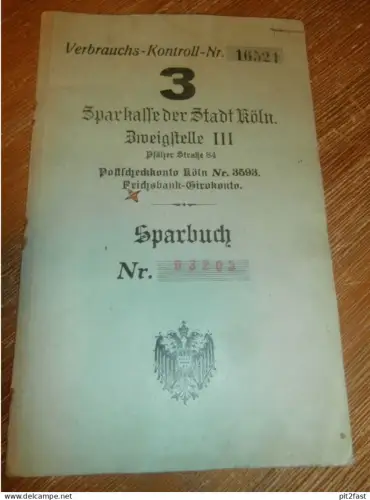 Verbrauchs-Kontroll-Nr. 16521
3
Sparkasse der Stadt Köln.
Zweigstelle III
Pfälzer Straße 84
Postscheckkonto Köln Nr. 3593.
Reichsbank-Girokonto.
Sparbuch
Nr. 93203
delcampe.net
pit2fast